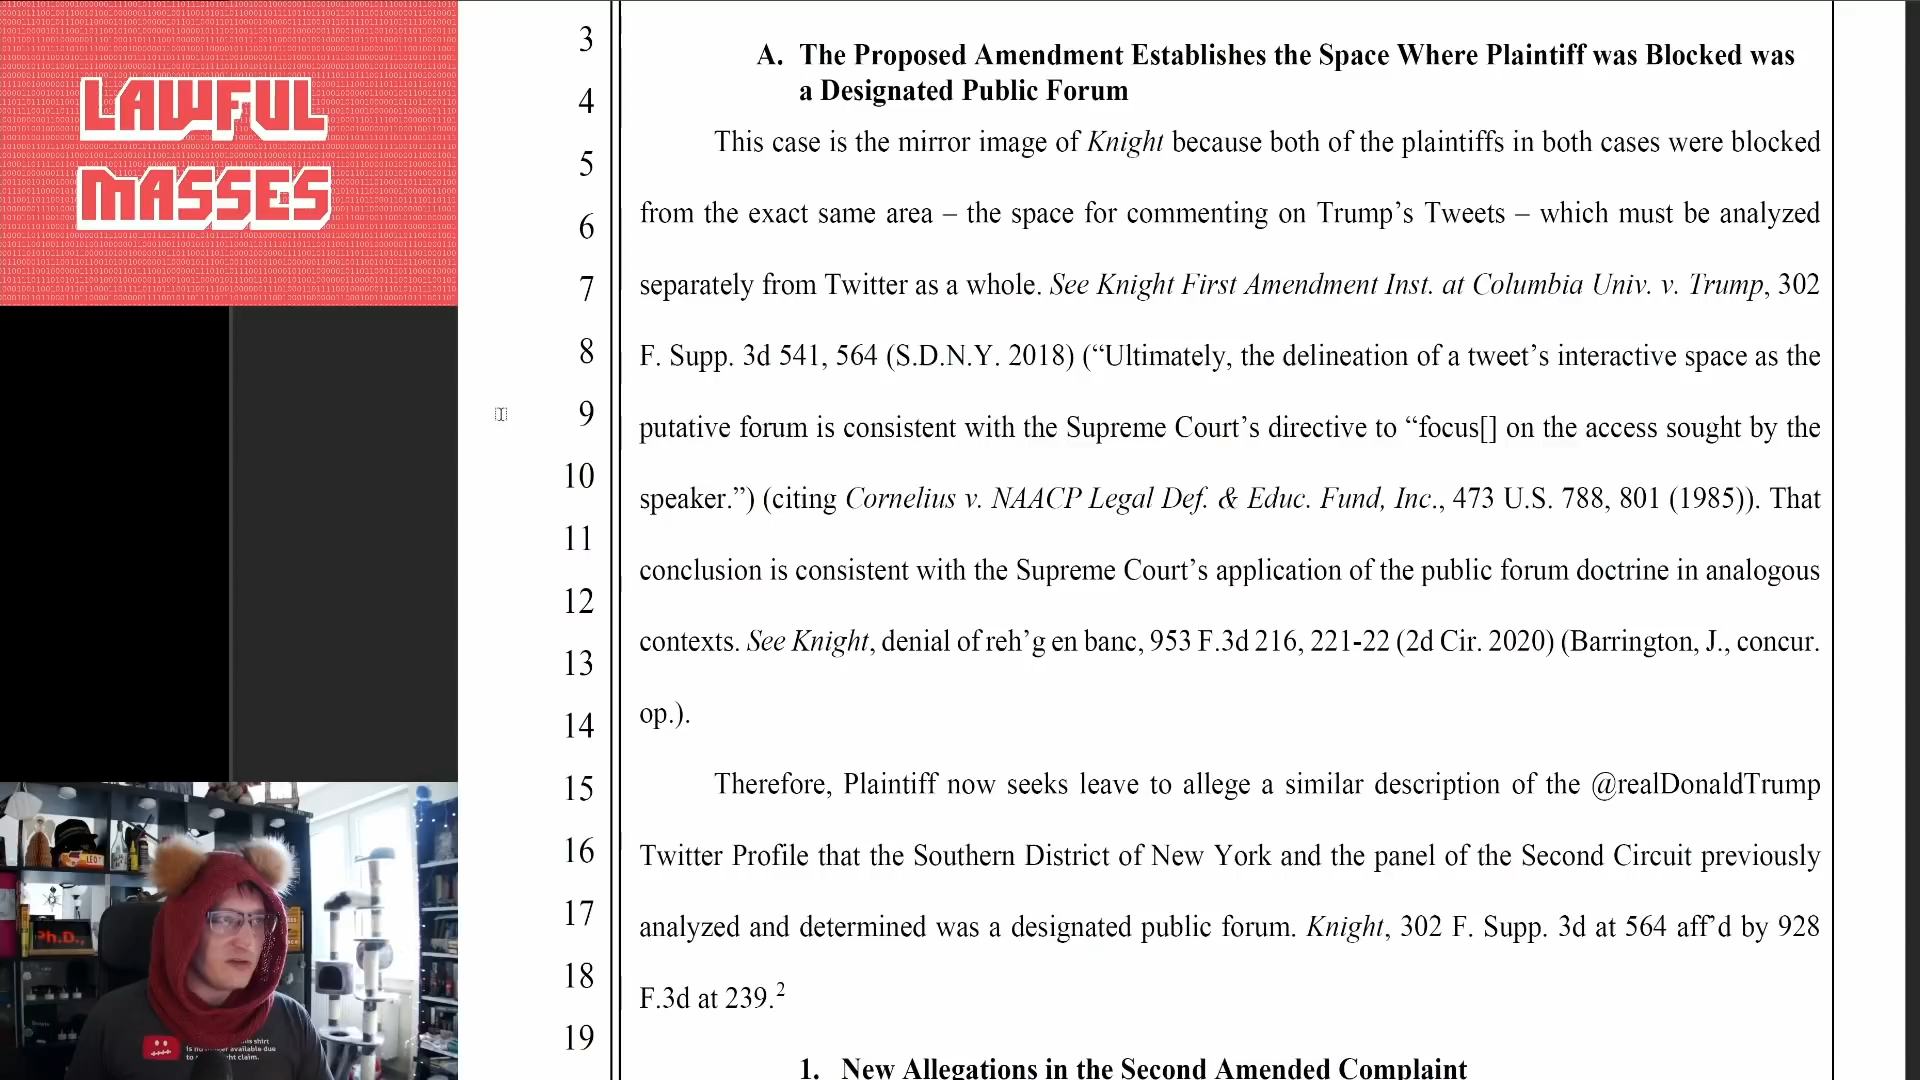 LAWFUL
MASSES
3
A. The Proposed Amendment Establishes the Space Where Plaintiff was Blocked was
4
a Designated Public Forum
This case is the mirror image of Knight because both of the plaintiffs in both cases were blocked
5
6
from the exact same area – the space for commenting on Trump’s Tweets – which must be analyzed
7
separately from Twitter as a whole. See Knight First Amendment Inst. at Columbia Univ. v. Trump, 302
8
F. Supp. 3d 541, 564 (S.D.N.Y. 2018) (“Ultimately, the delineation of a tweet’s interactive space as the
9
putative forum is consistent with the Supreme Court’s directive to “focus[] on the access sought by the
10
speaker.”) (citing Cornelius v. NAACP Legal Def. & Educ. Fund, Inc., 473 U.S. 788, 801 (1985)). That
11
conclusion is consistent with the Supreme Court’s application of the public forum doctrine in analogous
12
contexts. See Knight, denial of reh’g en banc, 953 F.3d 216, 221-22 (2d Cir. 2020) (Barrington, J., concur.
13
op.).
14
15
Therefore, Plaintiff now seeks leave to allege a similar description of the @realDonaldTrump
16
Twitter Profile that the Southern District of New York and the panel of the Second Circuit previously
17
analyzed and determined was a designated public forum. Knight, 302 F. Supp. 3d at 564 aff’d by 928
18
F.3d at 239.2
19
1. New Allegations in the Second Amended Complaint
LEO
Ph.D.,
his shirt
is no longer available due
to a copyright claim.